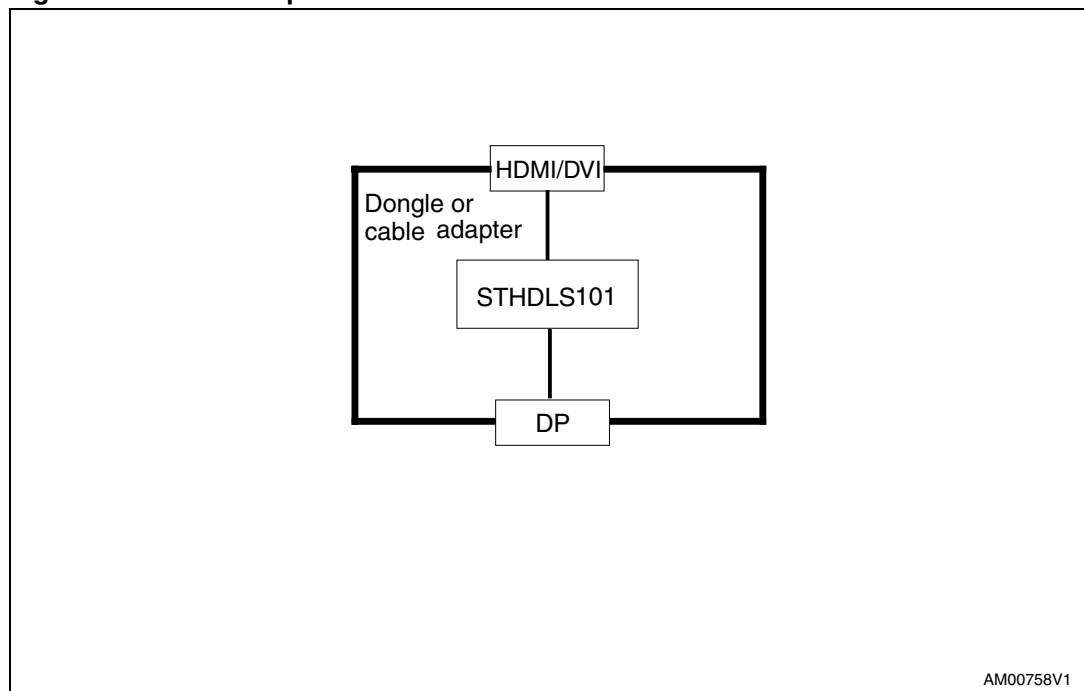 HDMI/DVI
Dongle or
cable adapter
STHDLS101
DP
AM00758V1